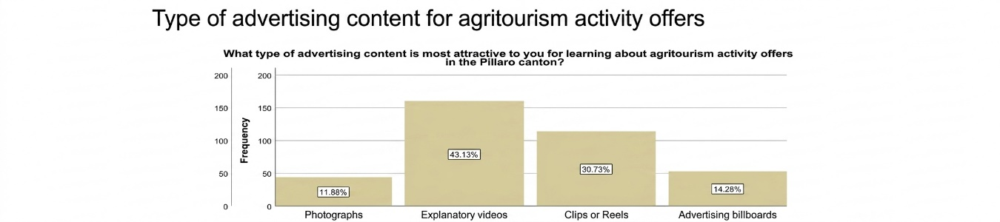 Type of advertising content for agritourism activity offers
What type of advertising content is most attractive to you for learning about agritourism activity offers
in the Pillaro canton?
200 200
150 150
100 100
50 50
0 0
Frequency
11.88%
43.13%
30.73%
14.28%
Photographs Explanatory videos Clips or Reels Advertising billboards